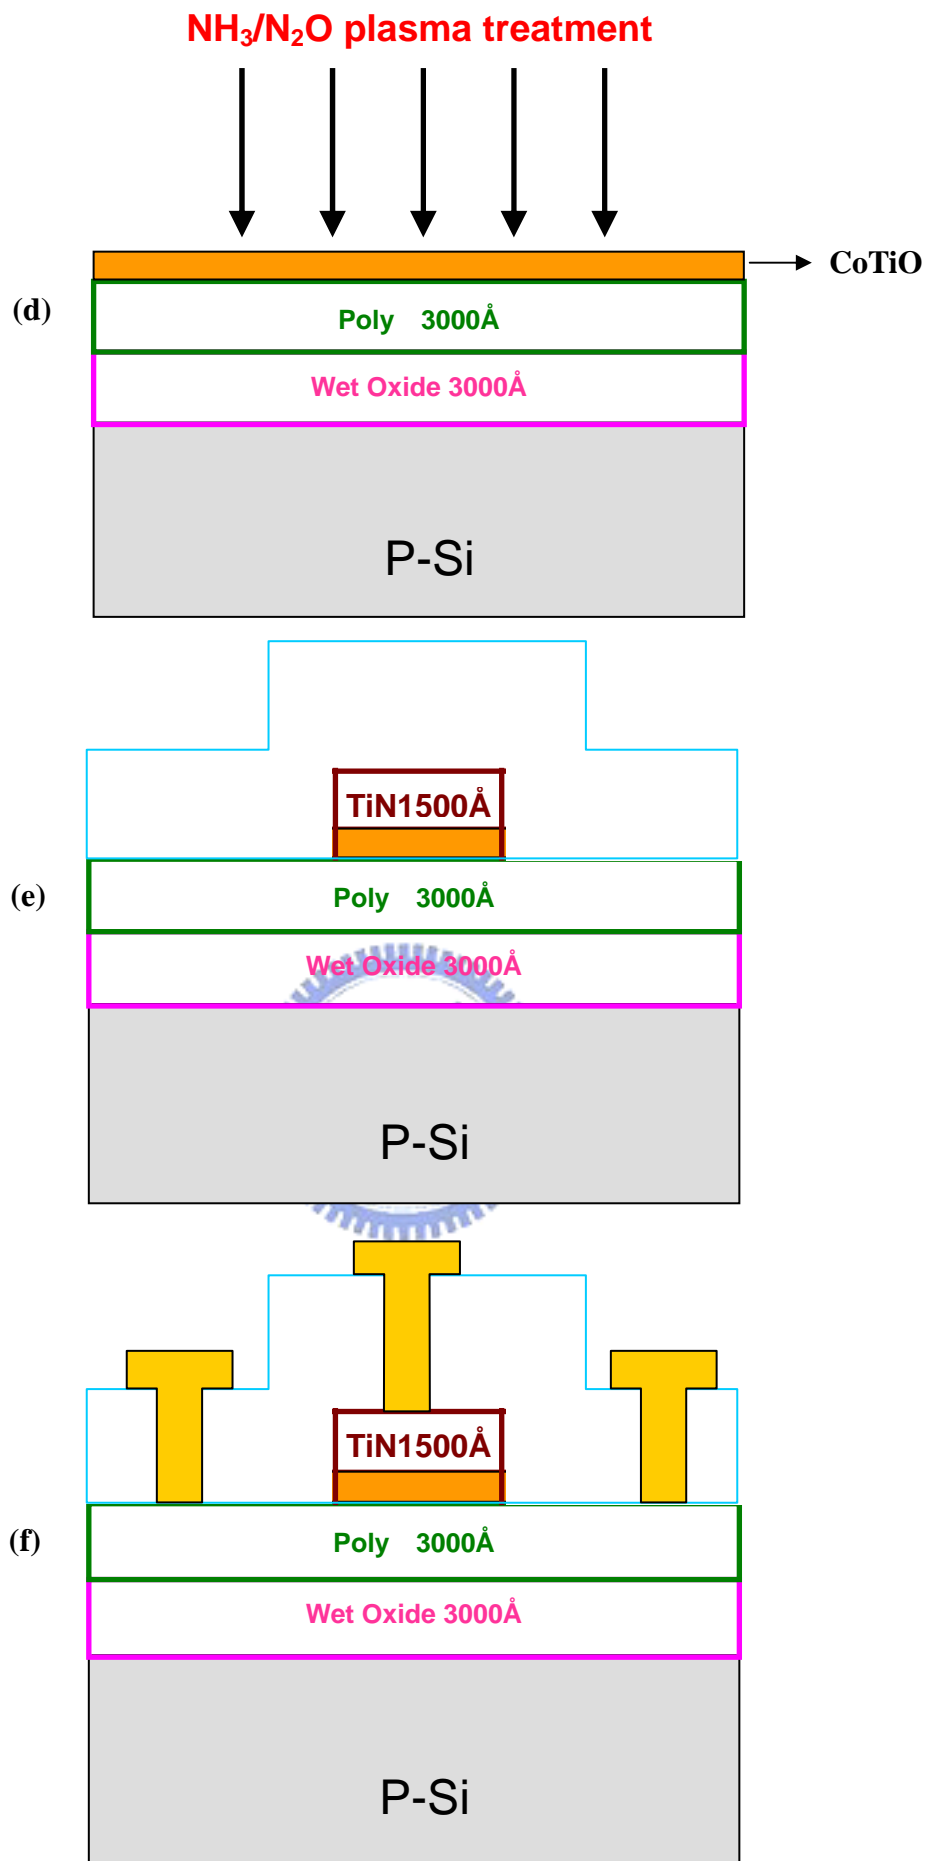 NH₃/N₂O plasma treatment
CoTiO
(d)
Poly 3000Å
Wet Oxide 3000Å
P-Si
TiN1500Å
(e)
Poly 3000Å
Wet Oxide 3000Å
P-Si
TiN1500Å
(f)
Poly 3000Å
Wet Oxide 3000Å
P-Si